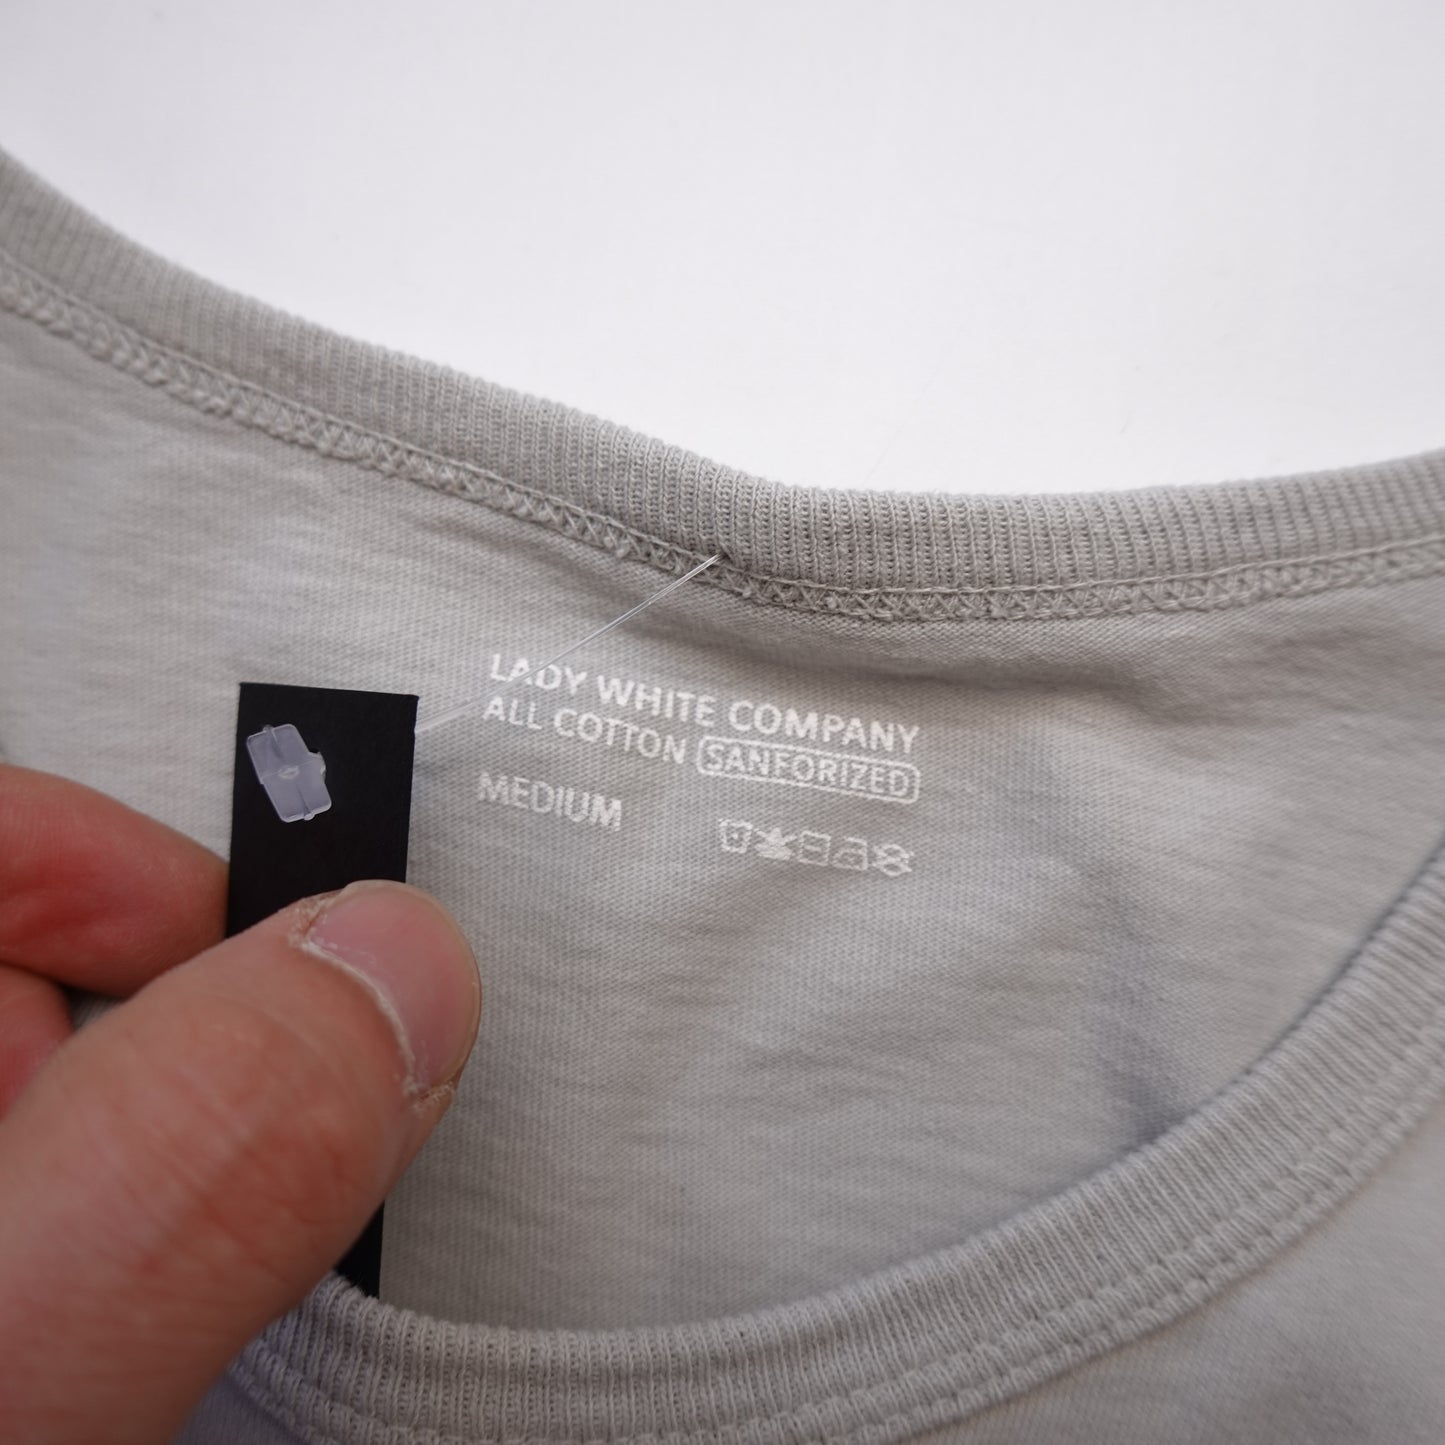 LADY WHITE COMPANY
ALL COTTON SANFORIZED
MEDIUM